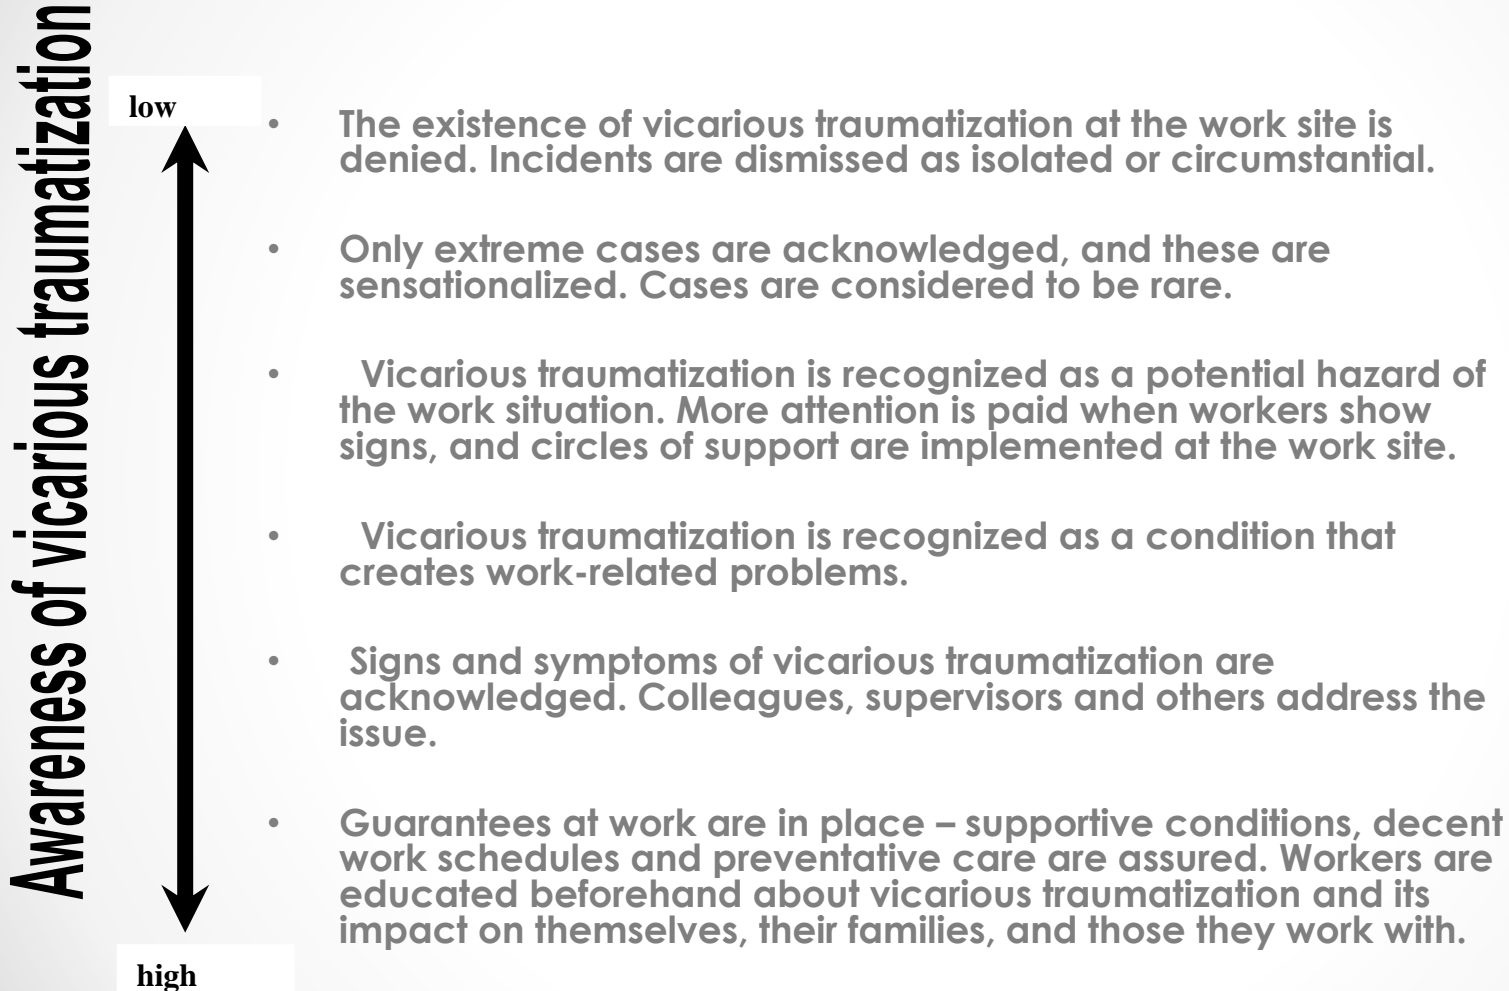 Awareness of vicarious traumatization
low
• The existence of vicarious traumatization at the work site is
denied. Incidents are dismissed as isolated or circumstantial.
• Only extreme cases are acknowledged, and these are
sensationalized. Cases are considered to be rare.
• Vicarious traumatization is recognized as a potential hazard of
the work situation. More attention is paid when workers show
signs, and circles of support are implemented at the work site.
• Vicarious traumatization is recognized as a condition that
creates work-related problems.
• Signs and symptoms of vicarious traumatization are
acknowledged. Colleagues, supervisors and others address the
issue.
• Guarantees at work are in place – supportive conditions, decent
work schedules and preventative care are assured. Workers are
educated beforehand about vicarious traumatization and its
impact on themselves, their families, and those they work with.
high